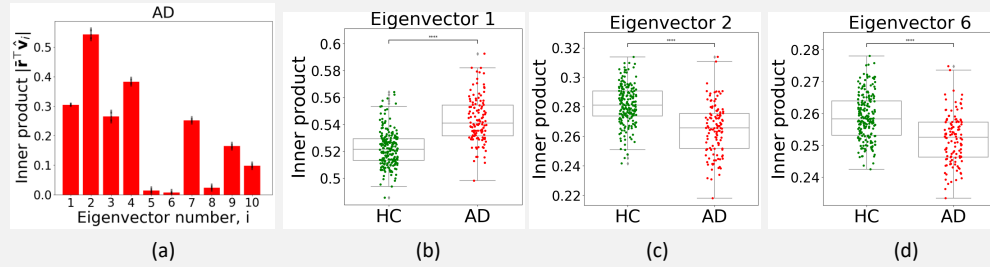 AD
Inner product |r̄ᵀv̂ᵢ|
0.5
0.4
0.3
0.2
0.1
0.0
1 2 3 4 5 6 7 8 9 10
Eigenvector number, i
(a)
Eigenvector 1
Inner product
0.6
0.58
0.56
0.54
0.52
0.5
****
HC AD
(b)
Eigenvector 2
Inner product
0.32
0.3
0.28
0.26
0.24
0.22
****
HC AD
(c)
Eigenvector 6
Inner product
0.28
0.27
0.26
0.25
0.24
****
HC AD
(d)